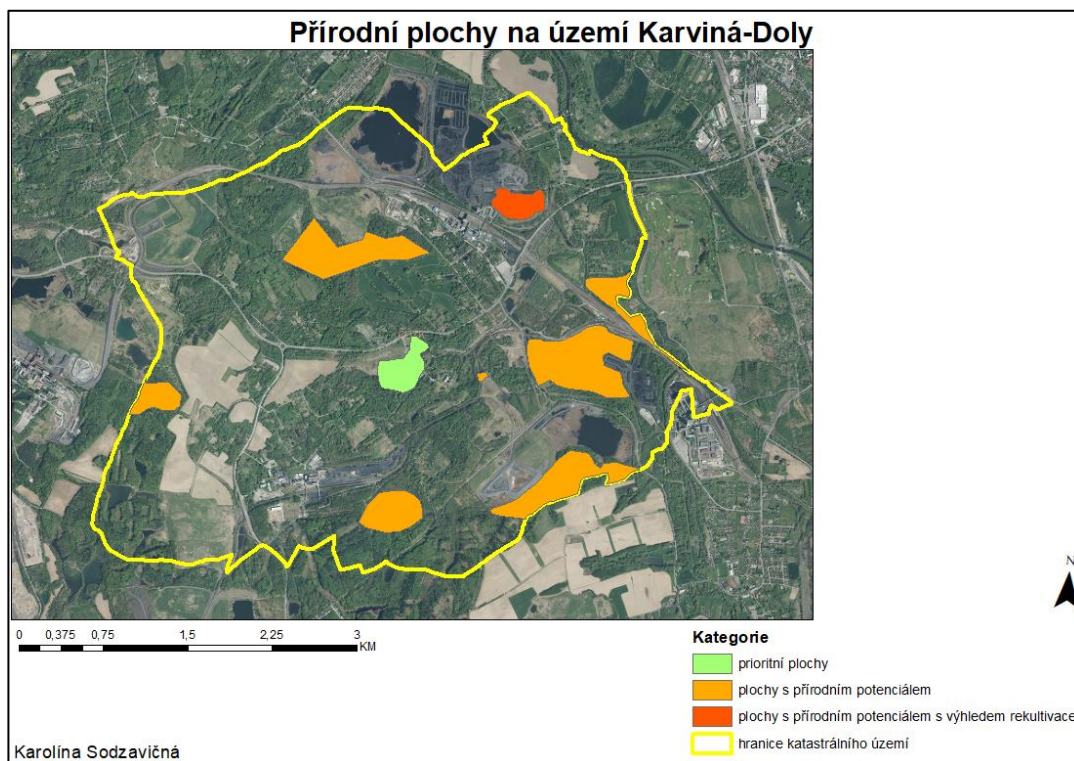 Přírodní plochy na území Karviná-Doly
0 0,375 0,75 1,5 2,25 3
KM
N
Kategorie
prioritní plochy
plochy s přírodním potenciálem
plochy s přírodním potenciálem s výhledem rekultivace
hranice katastrálního území
Karolína Sodzavičná